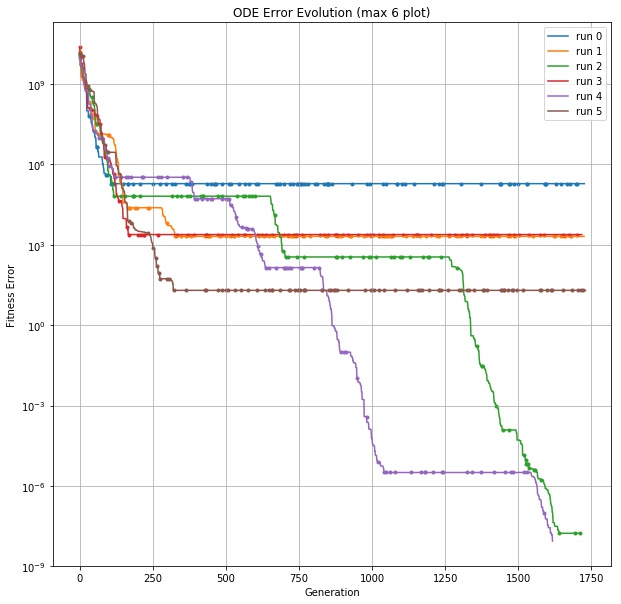 ODE Error Evolution (max 6 plot)
run 0
run 1
run 2
run 3
run 4
run 5
10^9
10^6
10^3
10^0
10^-3
10^-6
10^-9
Fitness Error
0 250 500 750 1000 1250 1500 1750
Generation